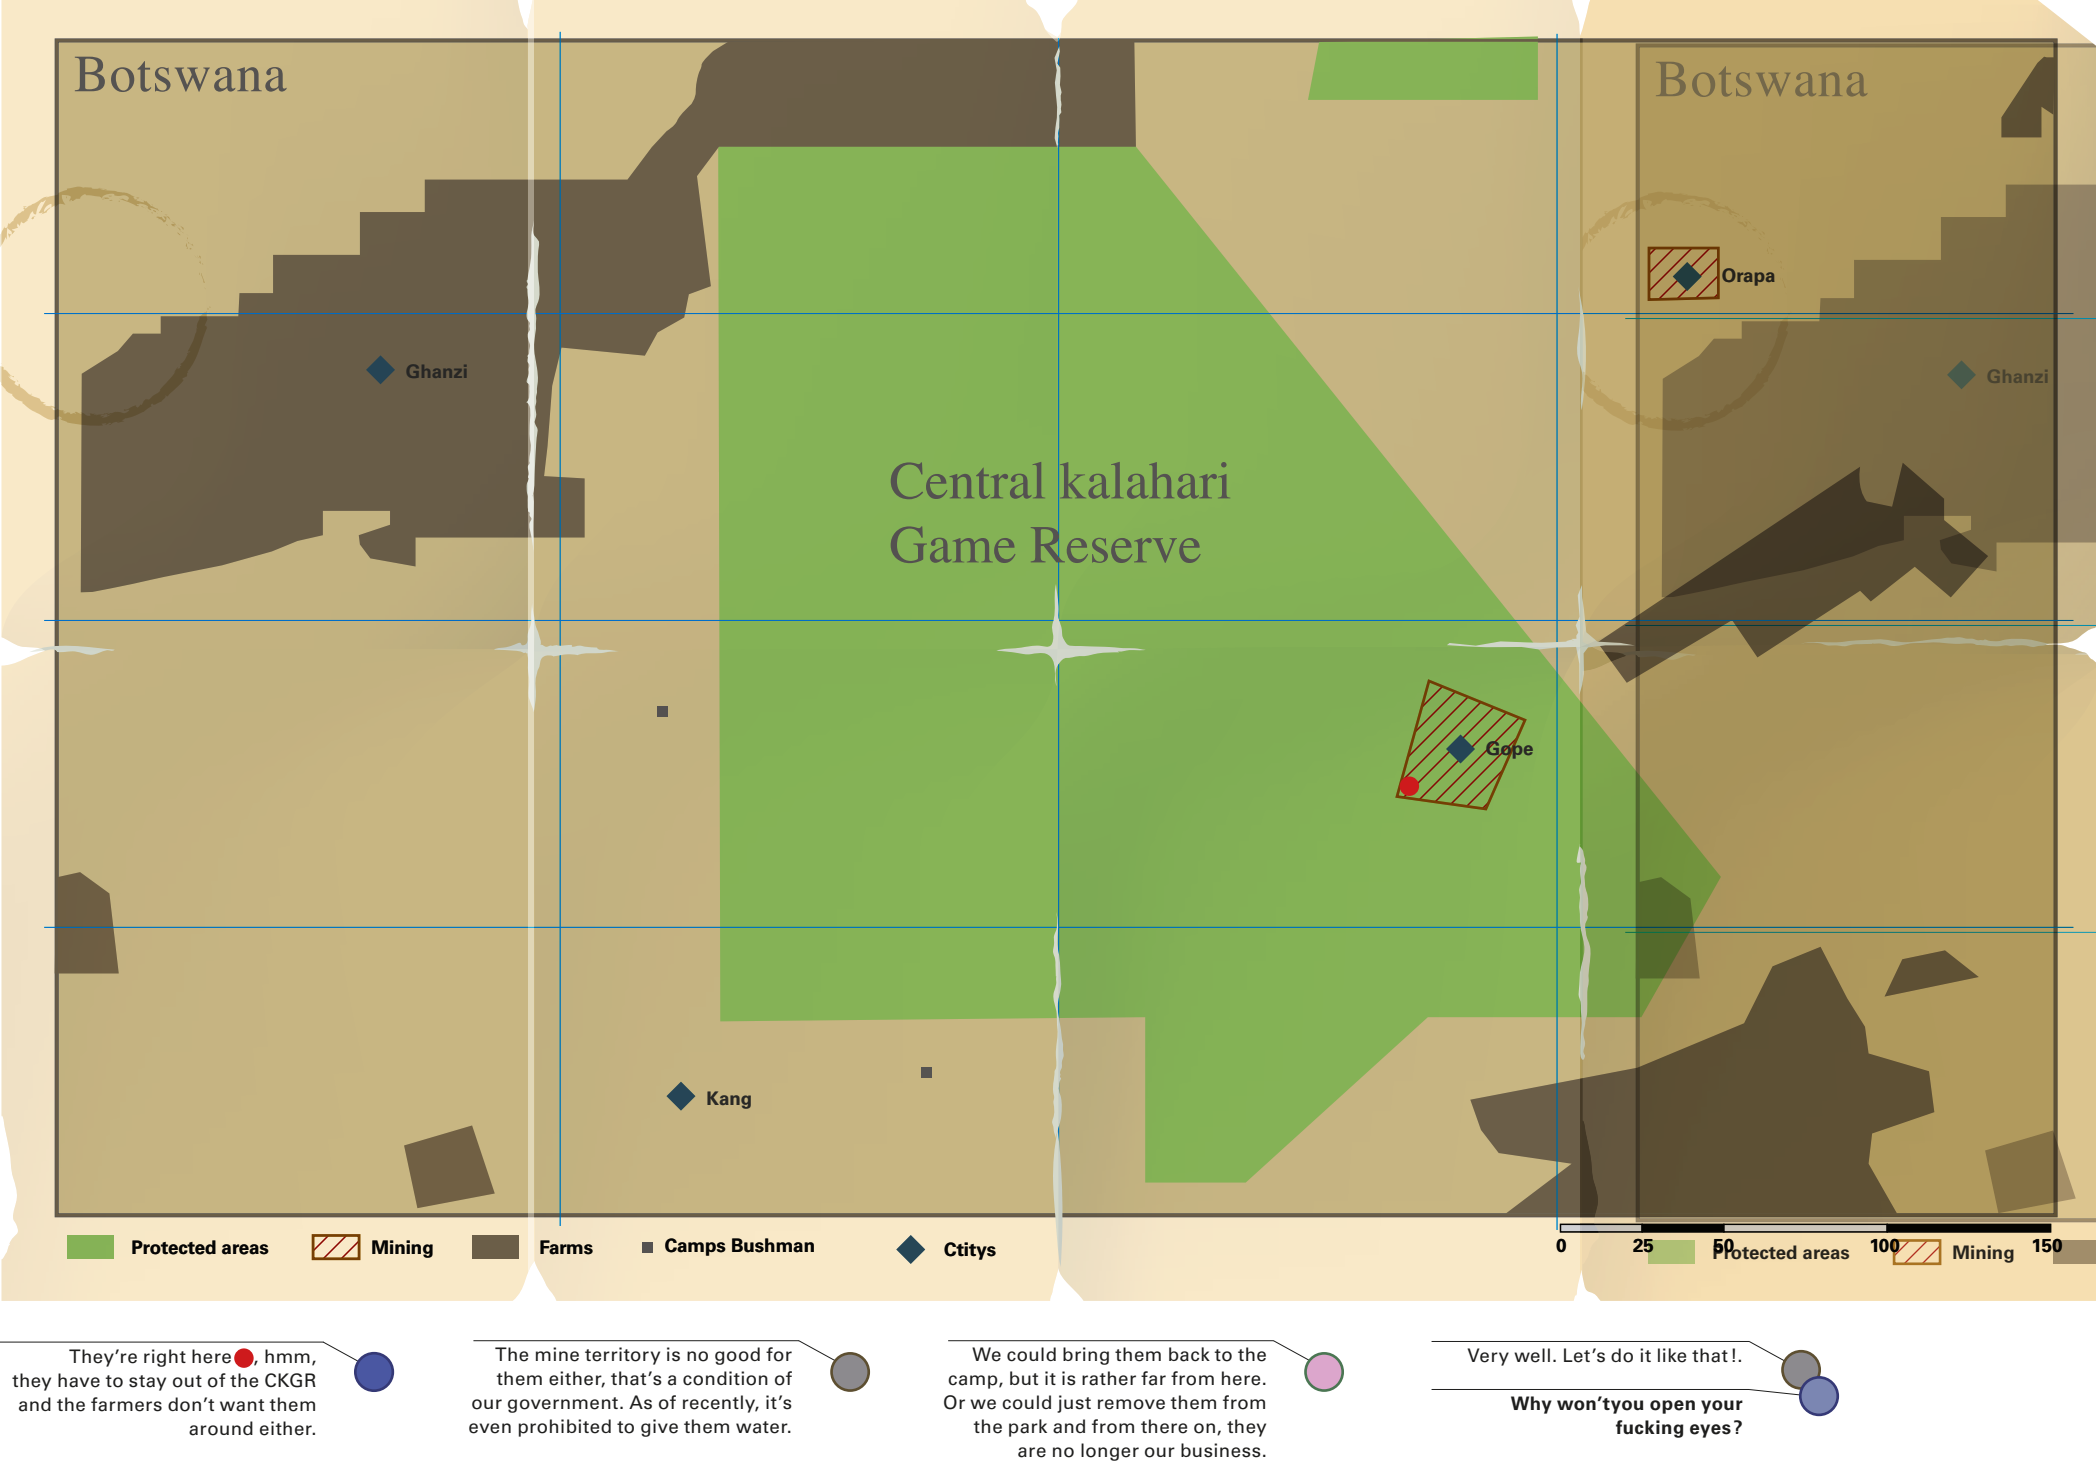 Botswana
Botswana
Orapa
Ghanzi
Ghanzi
Central kalahari
Game Reserve
Gope
Kang
Protected areas
Mining
Farms
Camps Bushman
Ctitys
0 25 50 100 150
Protected areas
Mining
They're right here , hmm,
they have to stay out of the CKGR
and the farmers don't want them
around either.
The mine territory is no good for
them either, that's a condition of
our government. As of recently, it's
even prohibited to give them water.
We could bring them back to the
camp, but it is rather far from here.
Or we could just remove them from
the park and from there on, they
are no longer our business.
Very well. Let's do it like that!.
Why won'tyou open your
fucking eyes?